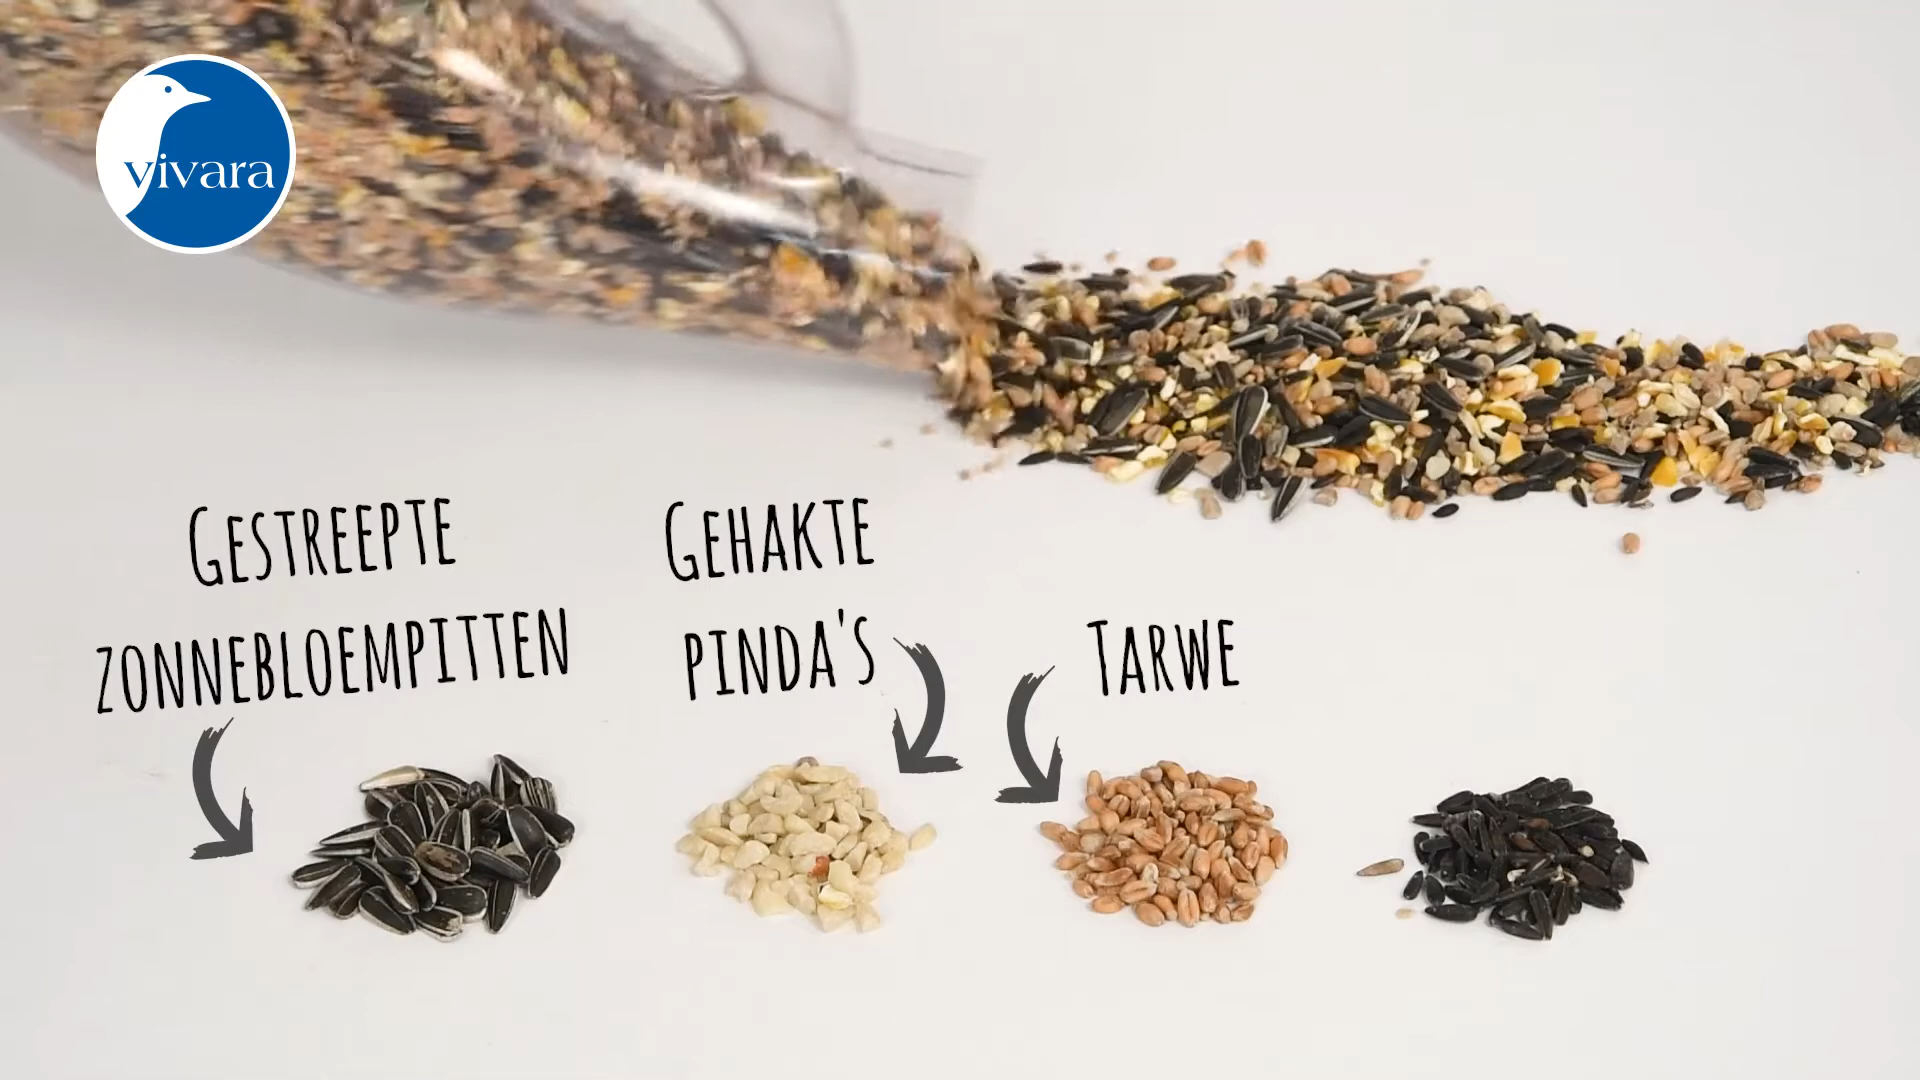 vivara
Gestreepte
zonnebloempitten
Gehakte
pinda's
Tarwe